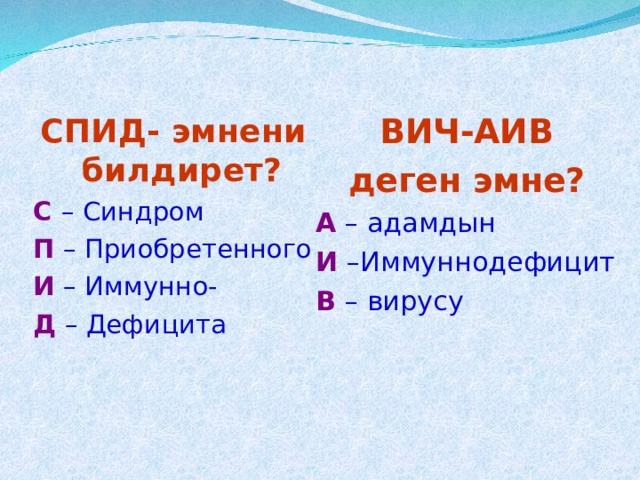 СПИД- эмнени
билдирет?
С – Синдром
П – Приобретенного
И – Иммунно-
Д – Дефицита
ВИЧ-АИВ
деген эмне?
А – адамдын
И –Иммуннодефицит
В – вирусу